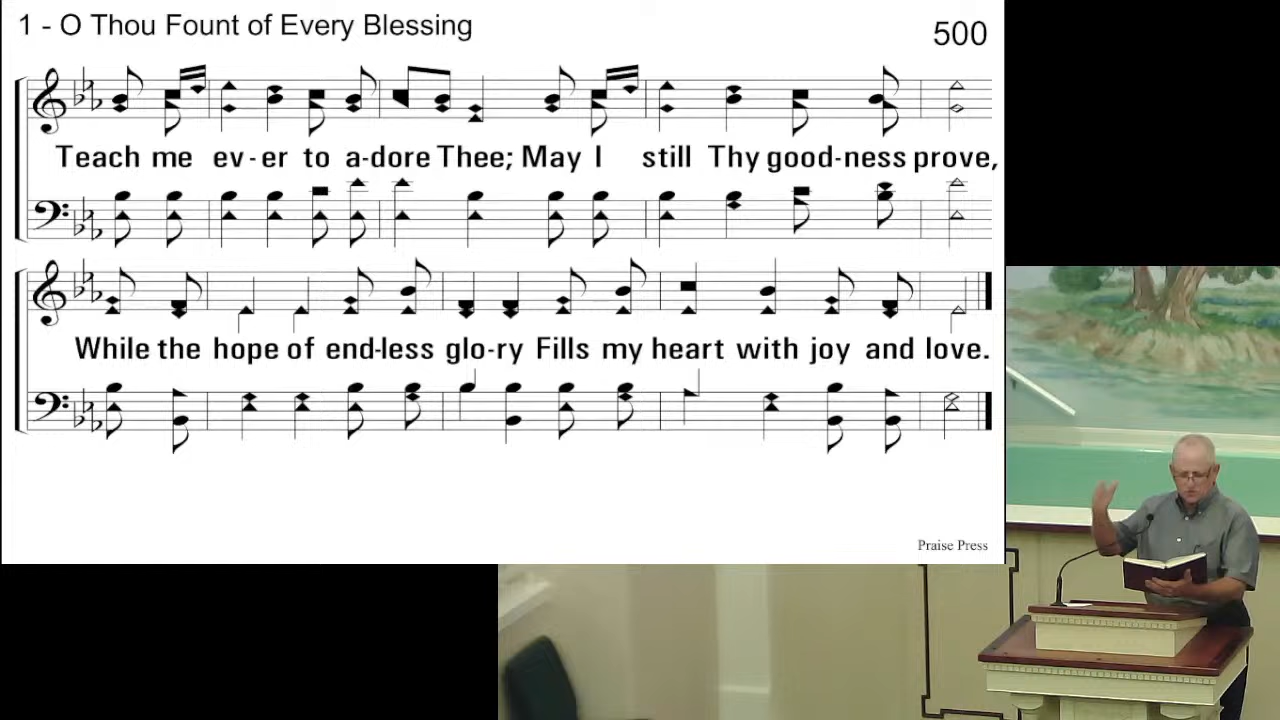 1 - O Thou Fount of Every Blessing
500
Teach me ev - er to a-dore Thee; May I still Thy good-ness prove,
While the hope of end-less glo-ry Fills my heart with joy and love.
Praise Press